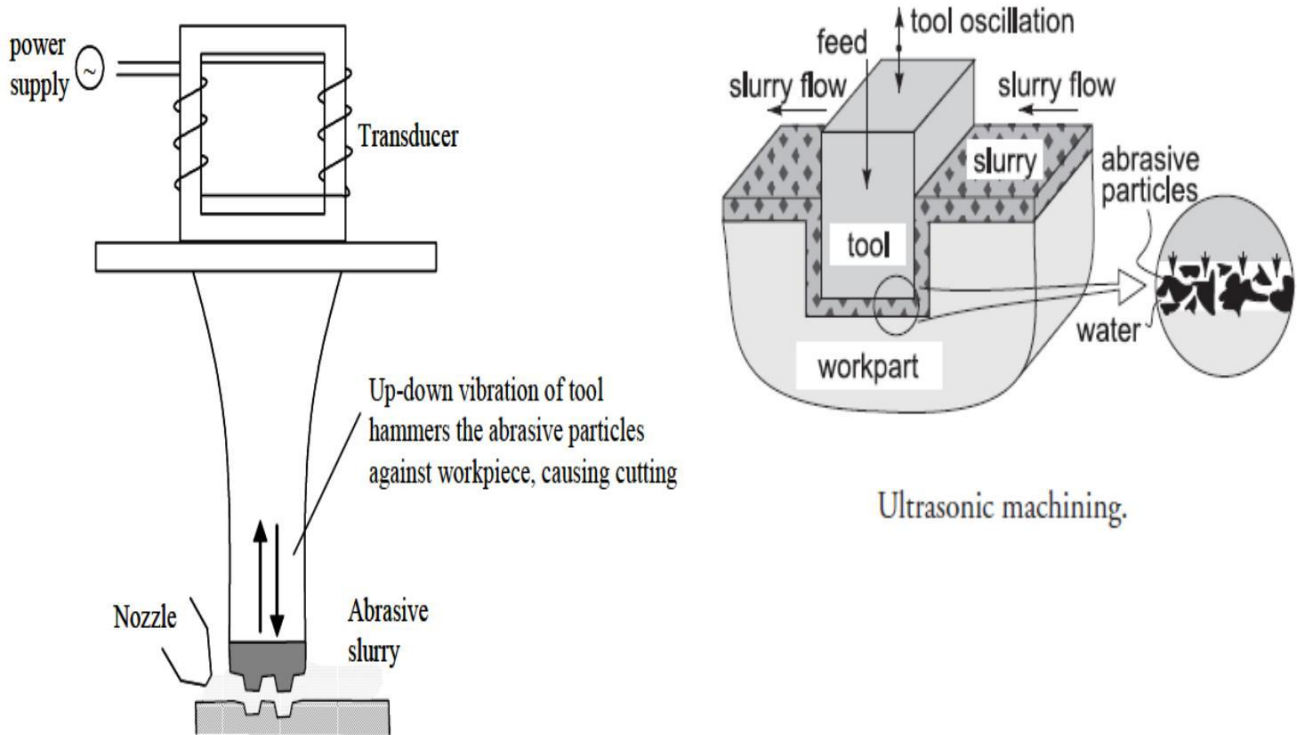 power
supply
~
Transducer
Up-down vibration of tool
hammers the abrasive particles
against workpiece, causing cutting
Nozzle
Abrasive
slurry
tool oscillation
feed
slurry flow
slurry flow
slurry
abrasive
particles
tool
water
workpart
Ultrasonic machining.